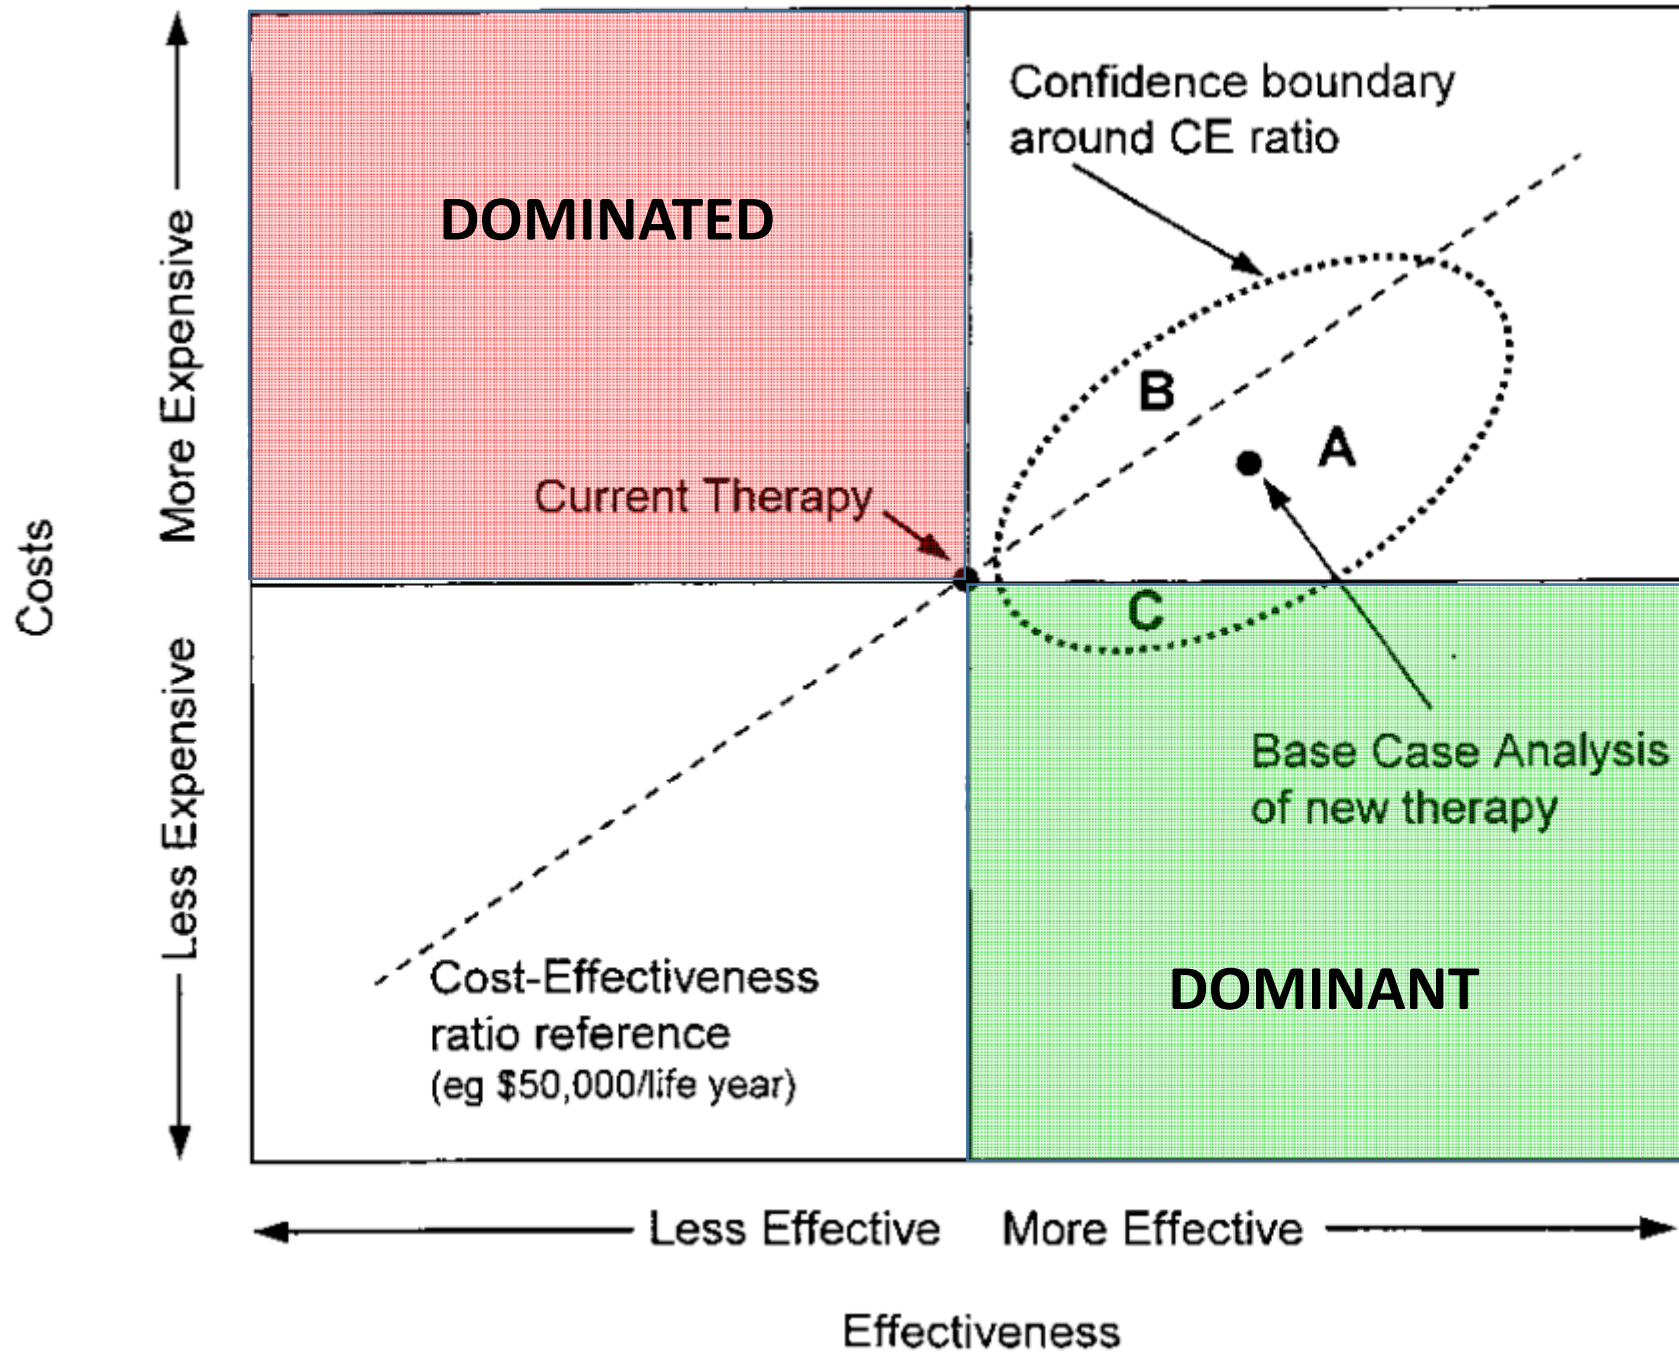 Confidence boundary
around CE ratio
DOMINATED
More Expensive
B
A
Current Therapy
Costs
C
Less Expensive
Base Case Analysis
of new therapy
Cost-Effectiveness
ratio reference
(eg $50,000/life year)
DOMINANT
Less Effective
More Effective
Effectiveness